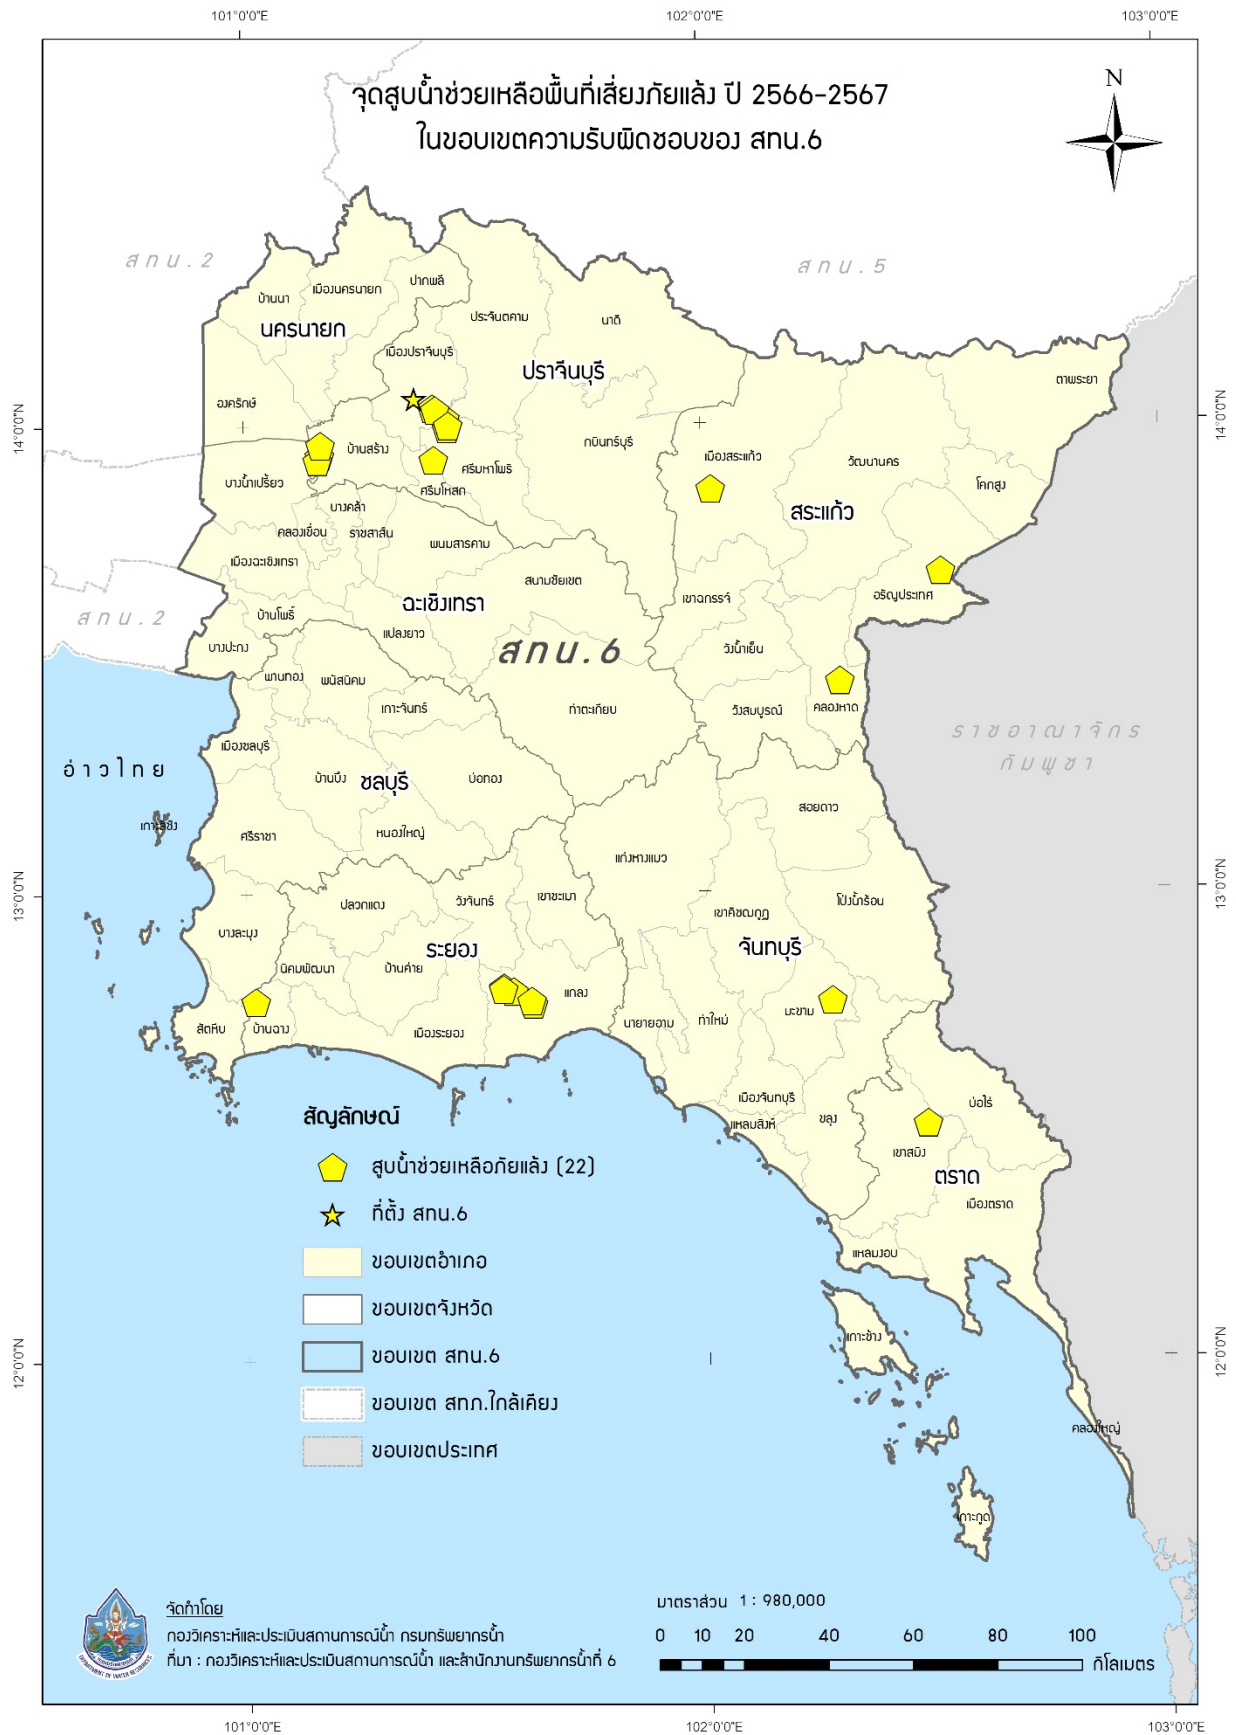 101°0'0"E
102°0'0"E
103°0'0"E
จุดสูบน้ำช่วยเหลือพื้นที่เสี่ยงภัยแล้ง ปี 2566-2567
ในขอบเขตความรับผิดชอบของ สทน.6
N
สทน.2
สทน.5
ปากพลี
เมืองนครนายก
บ้านนา
นครนายก
ประจันตคาม
นาดี
เมืองปราจีนบุรี
ปราจีนบุรี
ตาพระยา
องครักษ์
14°0'0"N
14°0'0"N
บ้านสร้าง
กบินทร์บุรี
เมืองสระแก้ว
วัฒนานคร
ศรีมหาโพธิ
บางน้ำเปรี้ยว
ศรีมโหสถ
โคกสูง
บางคล้า
สระแก้ว
คลองเขื่อน
ราชสาส์น
พนมสารคาม
เมืองฉะเชิงเทรา
สนามชัยเขต
เขาฉกรรจ์
อรัญประเทศ
ฉะเชิงเทรา
สทน.2
บ้านโพธิ์
แปลงยาว
สทน.6
บางปะกง
วังน้ำเย็น
พานทอง
พนัสนิคม
เกาะจันทร์
ท่าตะเกียบ
วังสมบูรณ์
คลองหาด
ราชอาณาจักร
กัมพูชา
เมืองชลบุรี
อ่าวไทย
บ้านบึง
ชลบุรี
บ่อทอง
สอยดาว
เกาะสีชัง
ศรีราชา
หนองใหญ่
แก่งหางแมว
13°0'0"N
13°0'0"N
เขาชะเมา
วังจันทร์
ปลวกแดง
โป่งน้ำร้อน
เขาคิชฌกูฏ
บางละมุง
ระยอง
จันทบุรี
นิคมพัฒนา
บ้านค่าย
แกลง
มะขาม
สัตหีบ
บ้านฉาง
เมืองระยอง
นายายอาม
ท่าใหม่
เมืองจันทบุรี
บ่อไร่
แหลมสิงห์
ขลุง
เขาสมิง
ตราด
เมืองตราด
แหลมงอบ
เกาะช้าง
คลองใหญ่
เกาะกูด
12°0'0"N
12°0'0"N
สัญลักษณ์
สูบน้ำช่วยเหลือภัยแล้ง (22)
ที่ตั้ง สทน.6
ขอบเขตอำเภอ
ขอบเขตจังหวัด
ขอบเขต สทน.6
ขอบเขต สทภ.ใกล้เคียง
ขอบเขตประเทศ
จัดทำโดย
กองวิเคราะห์และประเมินสถานการณ์น้ำ กรมทรัพยากรน้ำ
ที่มา : กองวิเคราะห์และประเมินสถานการณ์น้ำ และสำนักงานทรัพยากรน้ำที่ 6
มาตราส่วน 1 : 980,000
0 10 20 40 60 80 100
กิโลเมตร
101°0'0"E
102°0'0"E
103°0'0"E